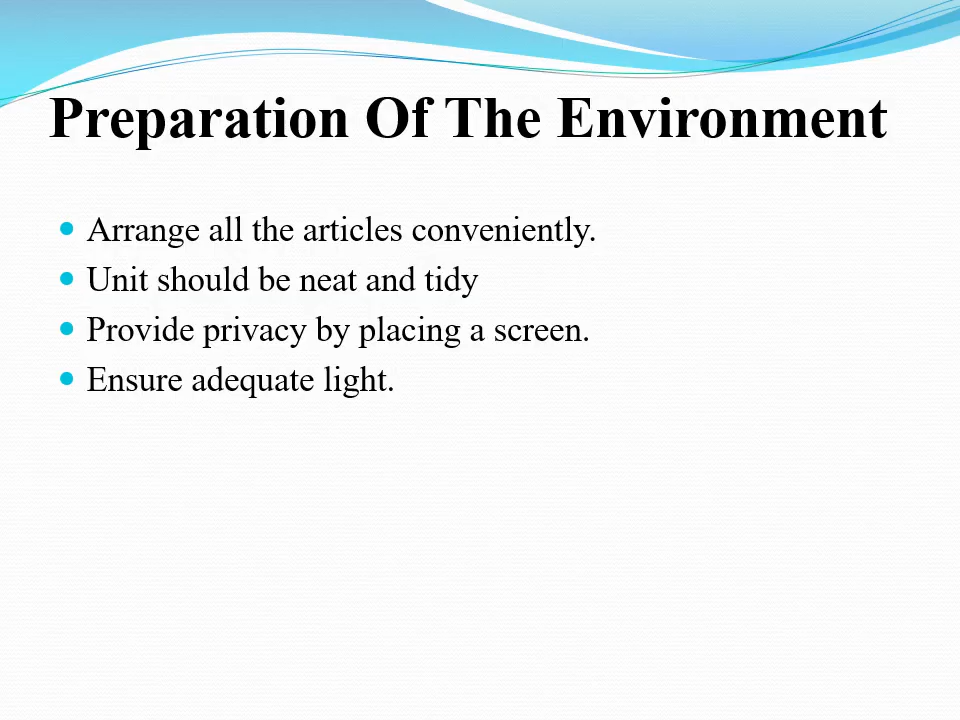 Preparation Of The Environment
Arrange all the articles conveniently.
Unit should be neat and tidy
Provide privacy by placing a screen.
Ensure adequate light.